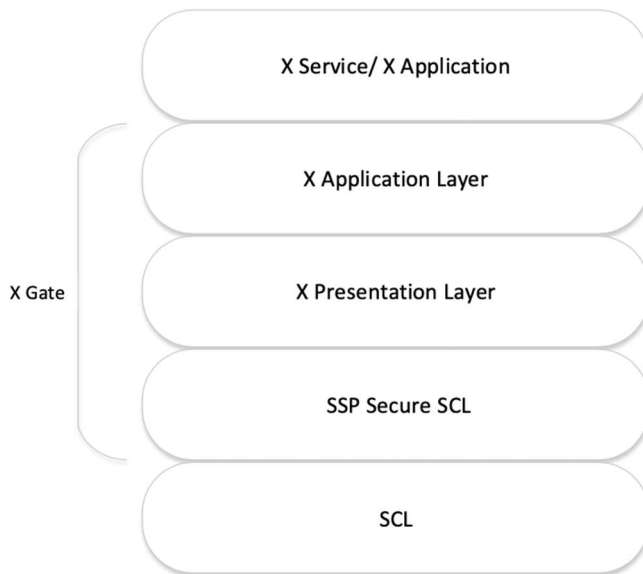 X Service/ X Application
X Application Layer
X Gate
X Presentation Layer
SSP Secure SCL
SCL